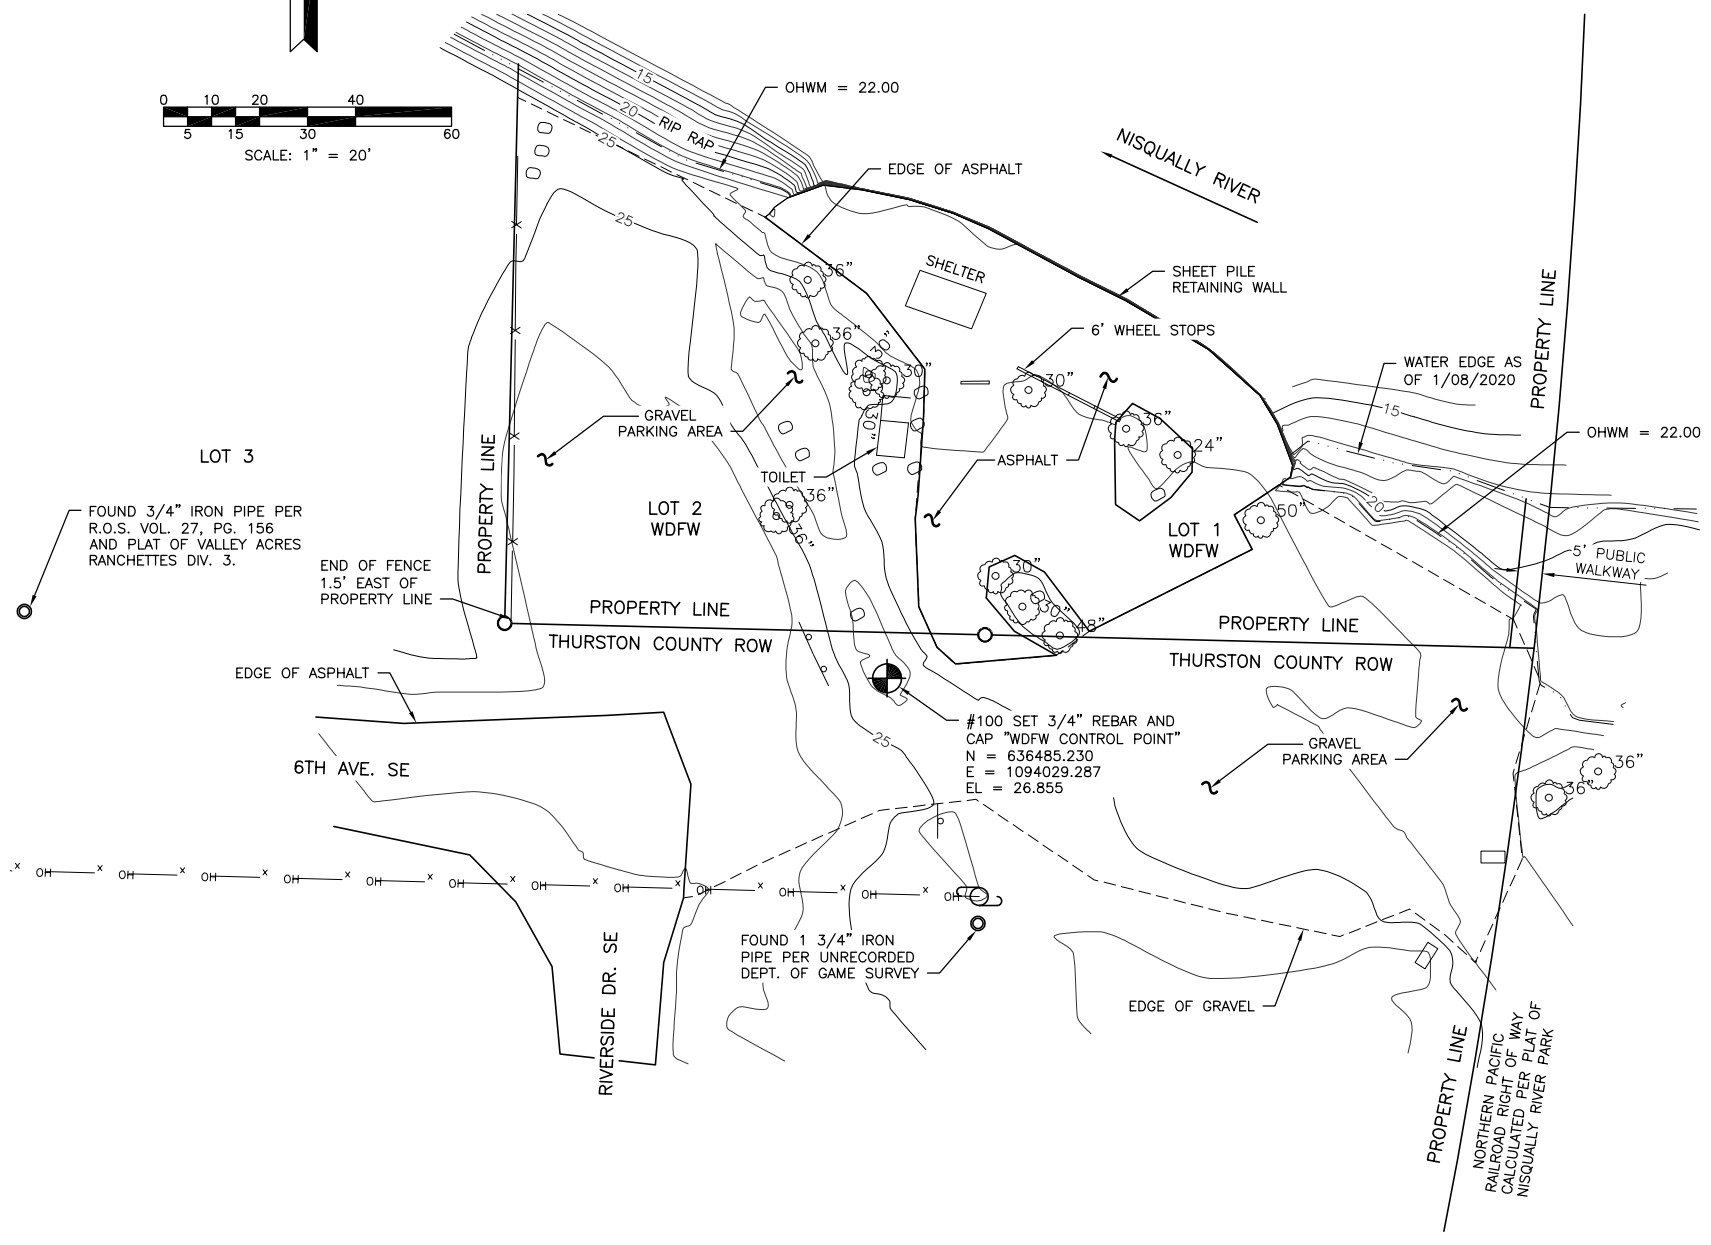 0 10 20 40
5 15 30 60
SCALE: 1" = 20'
15
20
RIP RAP
25
OHWM = 22.00
EDGE OF ASPHALT
NISQUALLY RIVER
25
SHELTER
SHEET PILE
RETAINING WALL
PROPERTY LINE
36"
36"
30"
30"
30"
6' WHEEL STOPS
30"
36"
24"
WATER EDGE AS
OF 1/08/2020
15
OHWM = 22.00
GRAVEL
PARKING AREA
PROPERTY LINE
LOT 3
ASPHALT
TOILET
36"
36"
LOT 2
WDFW
LOT 1
WDFW
50"
20
FOUND 3/4" IRON PIPE PER
R.O.S. VOL. 27, PG. 156
AND PLAT OF VALLEY ACRES
RANCHETTES DIV. 3.
END OF FENCE
1.5' EAST OF
PROPERTY LINE
5' PUBLIC
WALKWAY
30"
30"
48"
PROPERTY LINE
THURSTON COUNTY ROW
PROPERTY LINE
THURSTON COUNTY ROW
EDGE OF ASPHALT
6TH AVE. SE
25
#100 SET 3/4" REBAR AND
CAP "WDFW CONTROL POINT"
N = 636485.230
E = 1094029.287
EL = 26.855
GRAVEL
PARKING AREA
36"
36"
x OH x OH x OH x OH x OH x OH x OH x OH x OH x OH x OH x OH
FOUND 1 3/4" IRON
PIPE PER UNRECORDED
DEPT. OF GAME SURVEY
RIVERSIDE DR. SE
EDGE OF GRAVEL
PROPERTY LINE
NORTHERN PACIFIC
RAILROAD RIGHT OF WAY
CALCULATED PER PLAT OF
NISQUALLY RIVER PARK